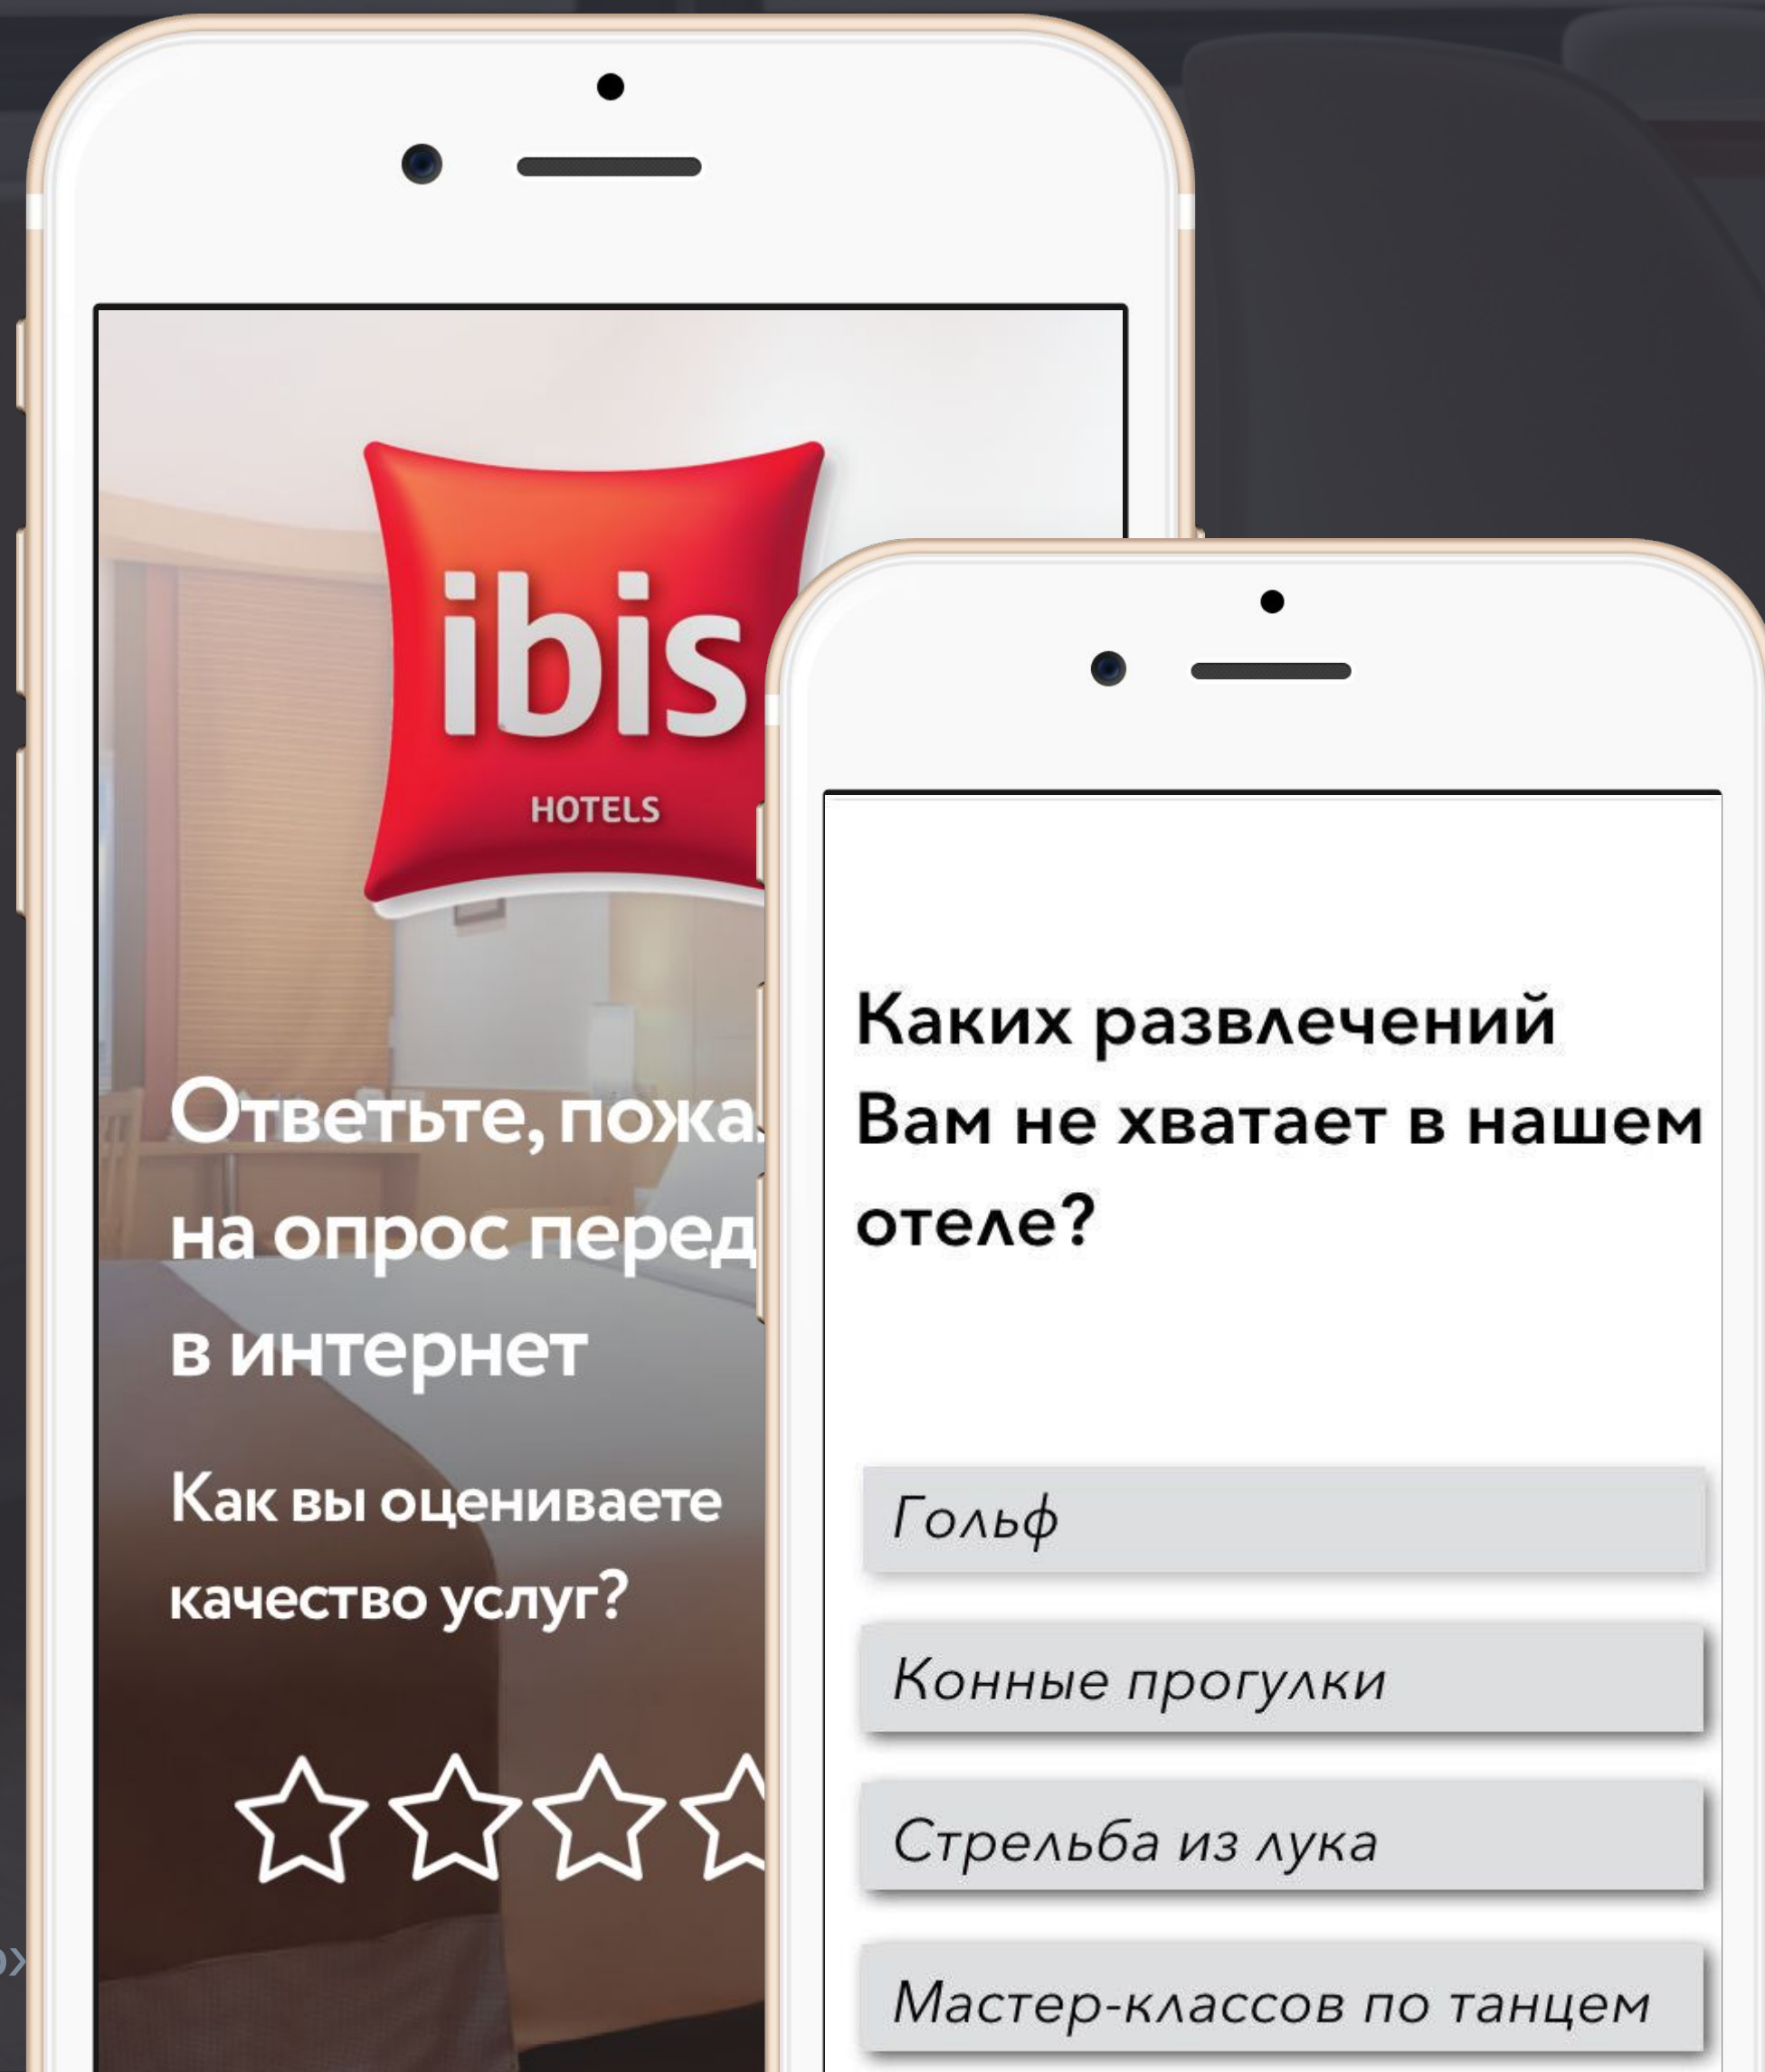 ibis
HOTELS
Ответьте,
на опрос перед
в интернет
Как вы оцениваете
качество услуг?
Каких развлечений
Вам не хватает в нашем
отеле?
Гольф
Конные прогулки
Стрельба из лука
Мастер-классов по танцем